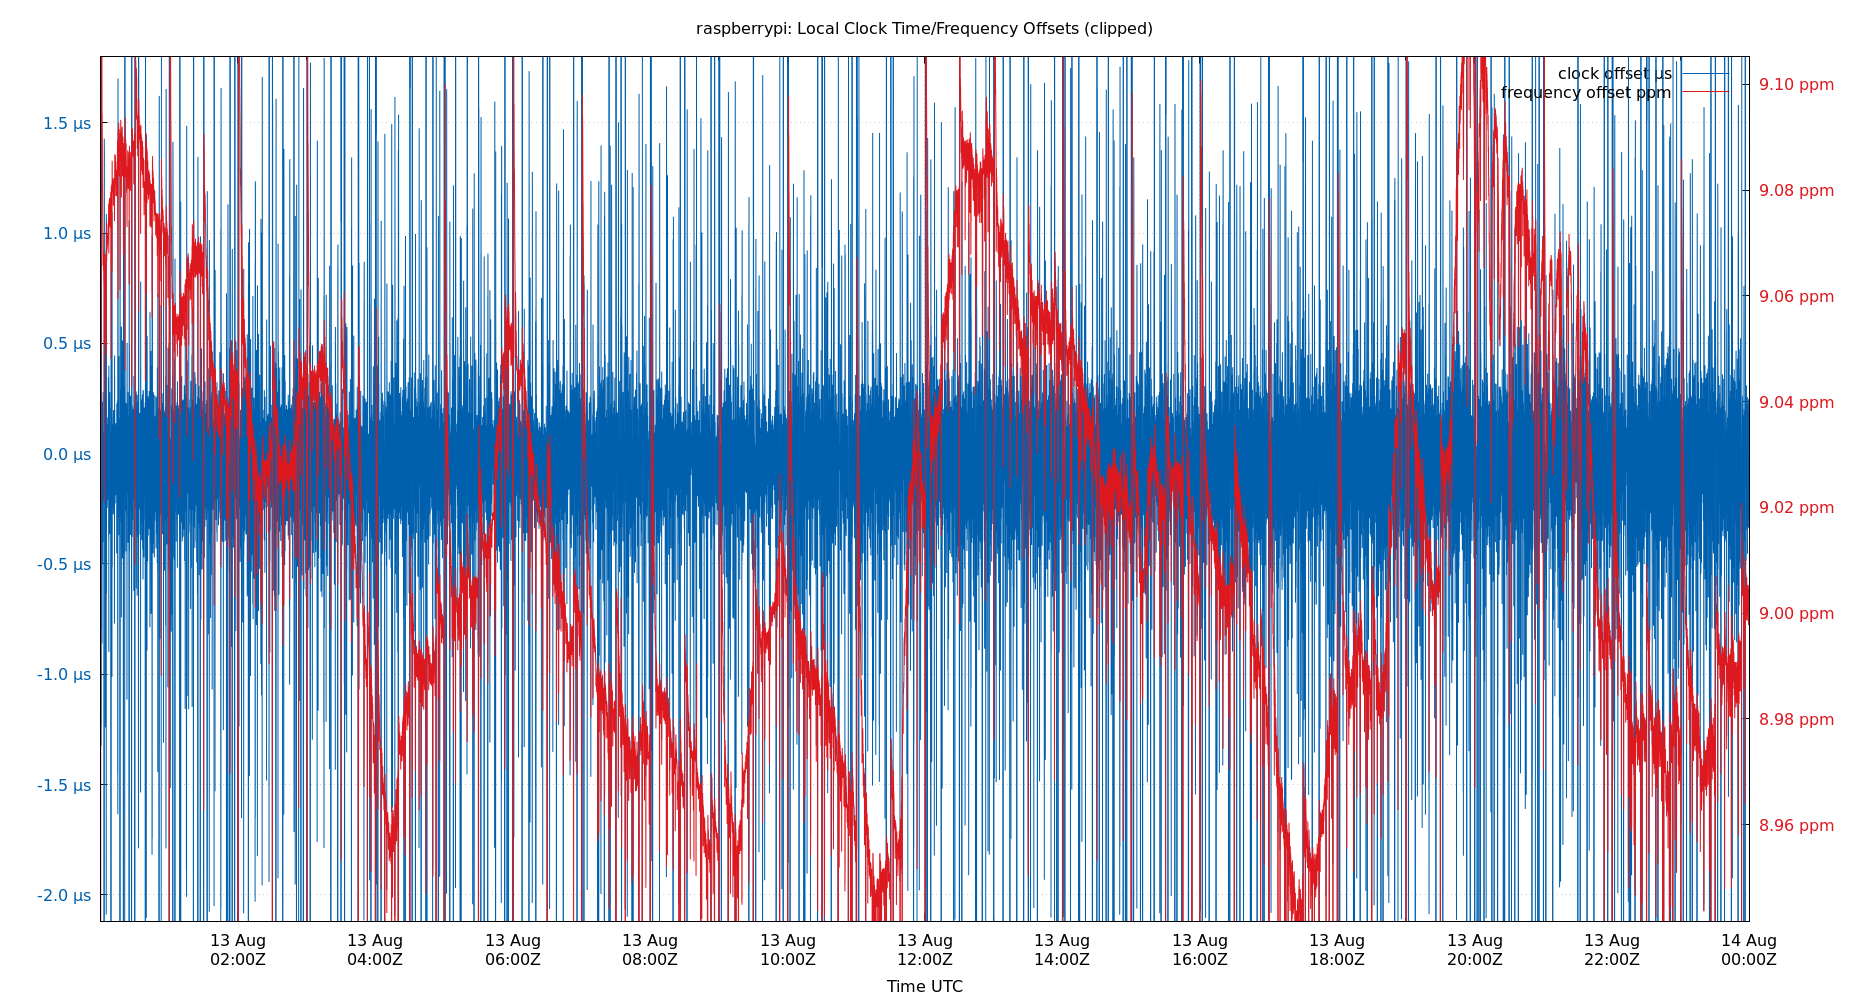 raspberrypi: Local Clock Time/Frequency Offsets (clipped)
clock offset µs
frequency offset ppm
1.5 µs
1.0 µs
0.5 µs
0.0 µs
-0.5 µs
-1.0 µs
-1.5 µs
-2.0 µs
9.10 ppm
9.08 ppm
9.06 ppm
9.04 ppm
9.02 ppm
9.00 ppm
8.98 ppm
8.96 ppm
13 Aug 13 Aug 13 Aug 13 Aug 13 Aug 13 Aug 13 Aug 13 Aug 13 Aug 13 Aug 13 Aug 14 Aug
02:00Z 04:00Z 06:00Z 08:00Z 10:00Z 12:00Z 14:00Z 16:00Z 18:00Z 20:00Z 22:00Z 00:00Z
Time UTC